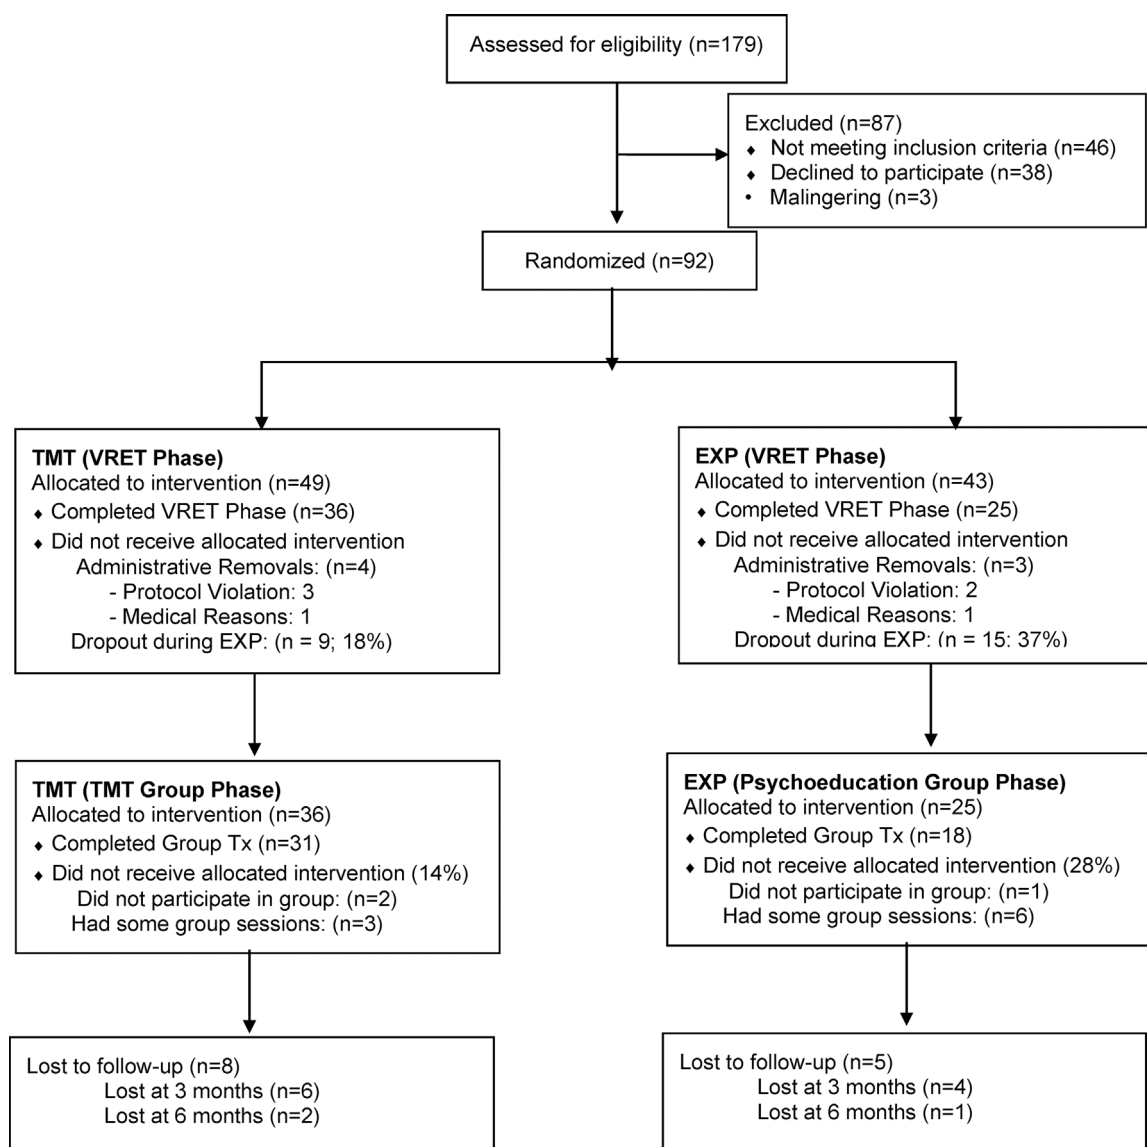 Assessed for eligibility (n=179)
Excluded (n=87)
♦ Not meeting inclusion criteria (n=46)
♦ Declined to participate (n=38)
• Malingering (n=3)
Randomized (n=92)
TMT (VRET Phase)
Allocated to intervention (n=49)
♦ Completed VRET Phase (n=36)
♦ Did not receive allocated intervention
Administrative Removals: (n=4)
- Protocol Violation: 3
- Medical Reasons: 1
Dropout during EXP: (n = 9; 18%)
EXP (VRET Phase)
Allocated to intervention (n=43)
♦ Completed VRET Phase (n=25)
♦ Did not receive allocated intervention
Administrative Removals: (n=3)
- Protocol Violation: 2
- Medical Reasons: 1
Dropout during EXP: (n = 15; 37%)
TMT (TMT Group Phase)
Allocated to intervention (n=36)
♦ Completed Group Tx (n=31)
♦ Did not receive allocated intervention (14%)
Did not participate in group: (n=2)
Had some group sessions: (n=3)
EXP (Psychoeducation Group Phase)
Allocated to intervention (n=25)
♦ Completed Group Tx (n=18)
♦ Did not receive allocated intervention (28%)
Did not participate in group: (n=1)
Had some group sessions: (n=6)
Lost to follow-up (n=8)
Lost at 3 months (n=6)
Lost at 6 months (n=2)
Lost to follow-up (n=5)
Lost at 3 months (n=4)
Lost at 6 months (n=1)